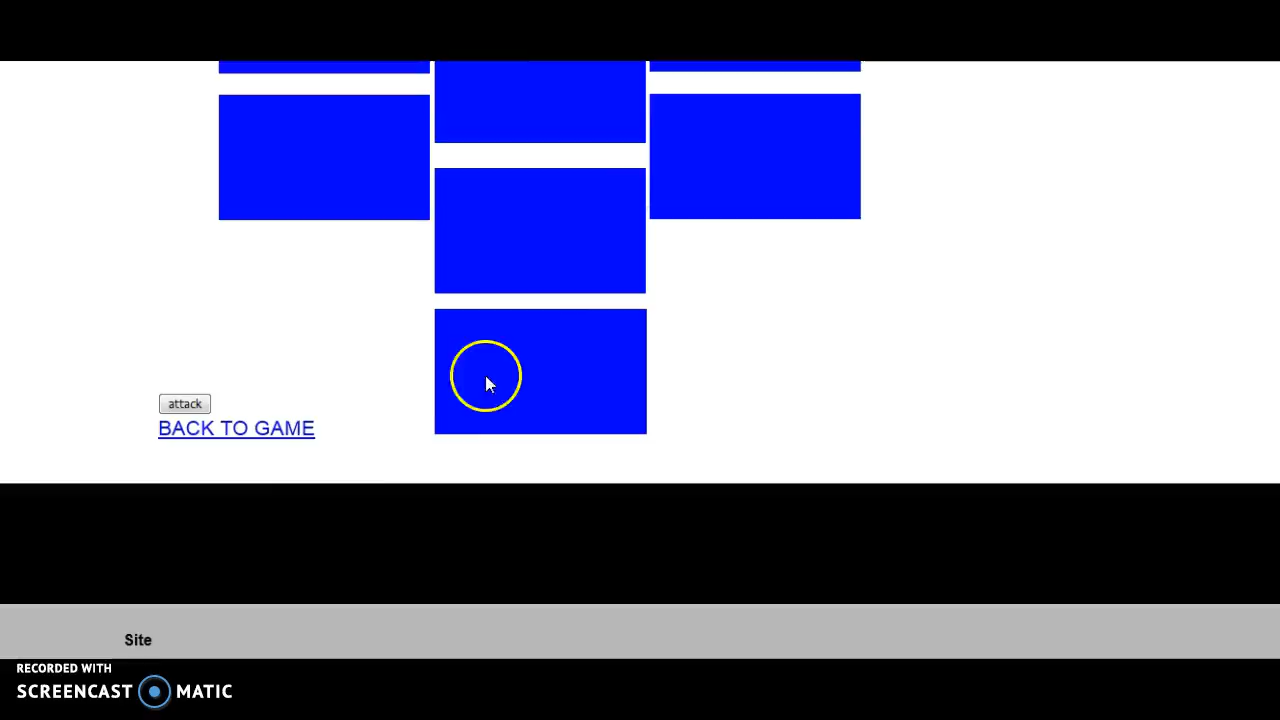 attack
BACK TO GAME
Site
RECORDED WITH
SCREENCAST MATIC